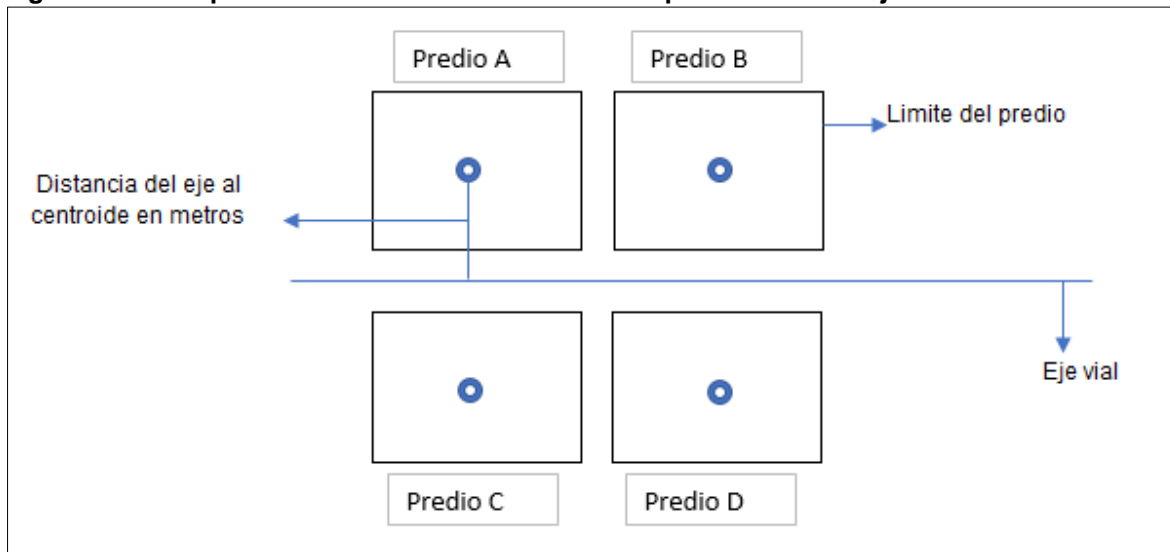 Predio A
Predio B
Limite del predio
Distancia del eje al
centroide en metros
Eje vial
Predio C
Predio D